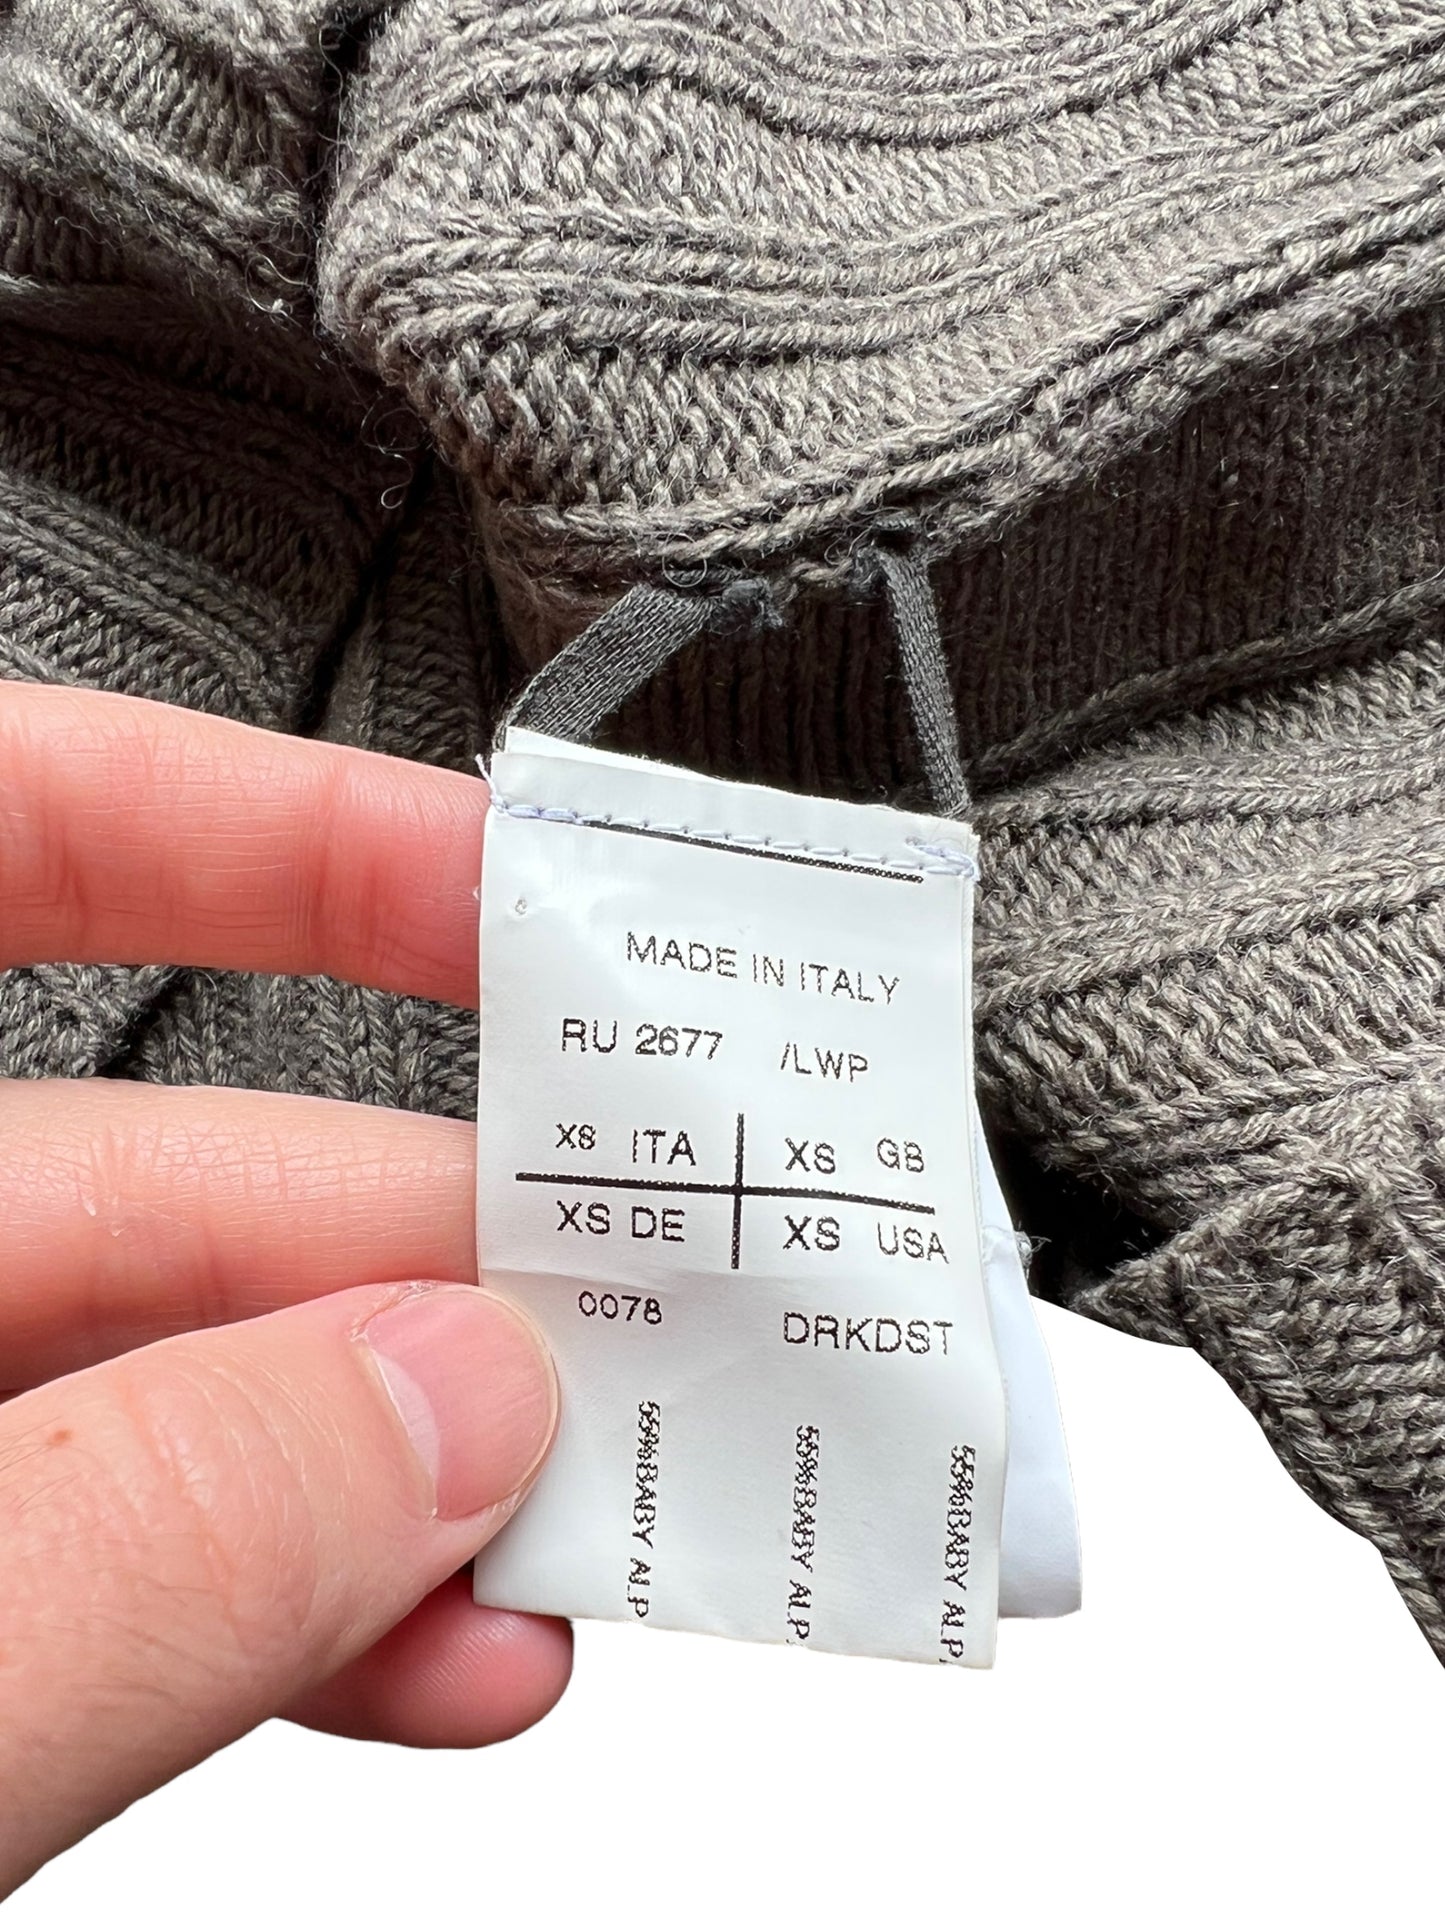 MADE IN ITALY
RU 2677 /LWP
XS ITA XS GB
XS DE XS USA
0078 DRKDST
55%BABY ALP
55%BABY ALP
55%BABY ALP